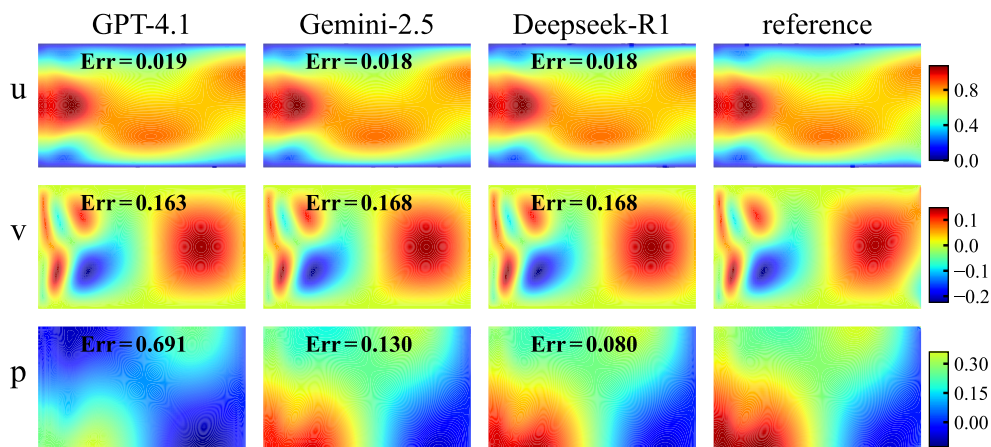 GPT-4.1 Gemini-2.5 Deepseek-R1 reference
u Err=0.019 Err=0.018 Err=0.018
0.8
0.4
0.0
v Err=0.163 Err=0.168 Err=0.168
0.1
0.0
−0.1
−0.2
p Err=0.691 Err=0.130 Err=0.080
0.30
0.15
0.00